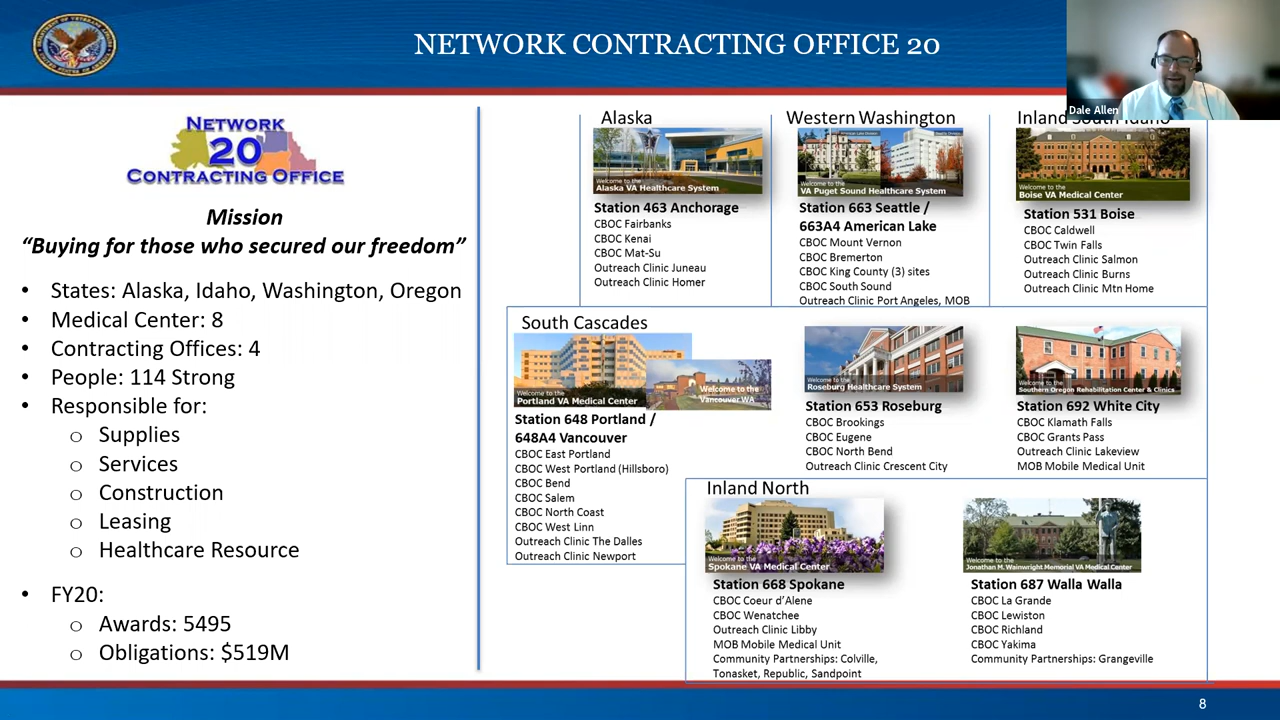 NETWORK CONTRACTING OFFICE 20
Dale Allen
NETWORK
20
CONTRACTING OFFICE
Mission
“Buying for those who secured our freedom”
• States: Alaska, Idaho, Washington, Oregon
• Medical Center: 8
• Contracting Offices: 4
• People: 114 Strong
• Responsible for:
o Supplies
o Services
o Construction
o Leasing
o Healthcare Resource
• FY20:
o Awards: 5495
o Obligations: $519M
Alaska
Welcome to the
Alaska VA Healthcare System
Station 463 Anchorage
CBOC Fairbanks
CBOC Kenai
CBOC Mat-Su
Outreach Clinic Juneau
Outreach Clinic Homer
Western Washington
American Lake Division
Seattle Division
Welcome to the
VA Puget Sound Healthcare System
Station 663 Seattle /
663A4 American Lake
CBOC Mount Vernon
CBOC Bremerton
CBOC King County (3) sites
CBOC South Sound
Outreach Clinic Port Angeles, MOB
Inland South Idaho
Welcome to the
Boise VA Medical Center
Station 531 Boise
CBOC Caldwell
CBOC Twin Falls
Outreach Clinic Salmon
Outreach Clinic Burns
Outreach Clinic Mtn Home
South Cascades
Welcome to the
Portland VA Medical Center
Welcome to the
Vancouver WA
Station 648 Portland /
648A4 Vancouver
CBOC East Portland
CBOC West Portland (Hillsboro)
CBOC Bend
CBOC Salem
CBOC North Coast
CBOC West Linn
Outreach Clinic The Dalles
Outreach Clinic Newport
Welcome to the
Roseburg Healthcare System
Station 653 Roseburg
CBOC Brookings
CBOC Eugene
CBOC North Bend
Outreach Clinic Crescent City
Welcome to the
Southern Oregon Rehabilitation Center & Clinics
Station 692 White City
CBOC Klamath Falls
CBOC Grants Pass
Outreach Clinic Lakeview
MOB Mobile Medical Unit
Inland North
Welcome to the
Spokane VA Medical Center
Station 668 Spokane
CBOC Coeur d’Alene
CBOC Wenatchee
Outreach Clinic Libby
MOB Mobile Medical Unit
Community Partnerships: Colville,
Tonasket, Republic, Sandpoint
Welcome to the
Jonathan M. Wainwright Memorial VA Medical Center
Station 687 Walla Walla
CBOC La Grande
CBOC Lewiston
CBOC Richland
CBOC Yakima
Community Partnerships: Grangeville
8